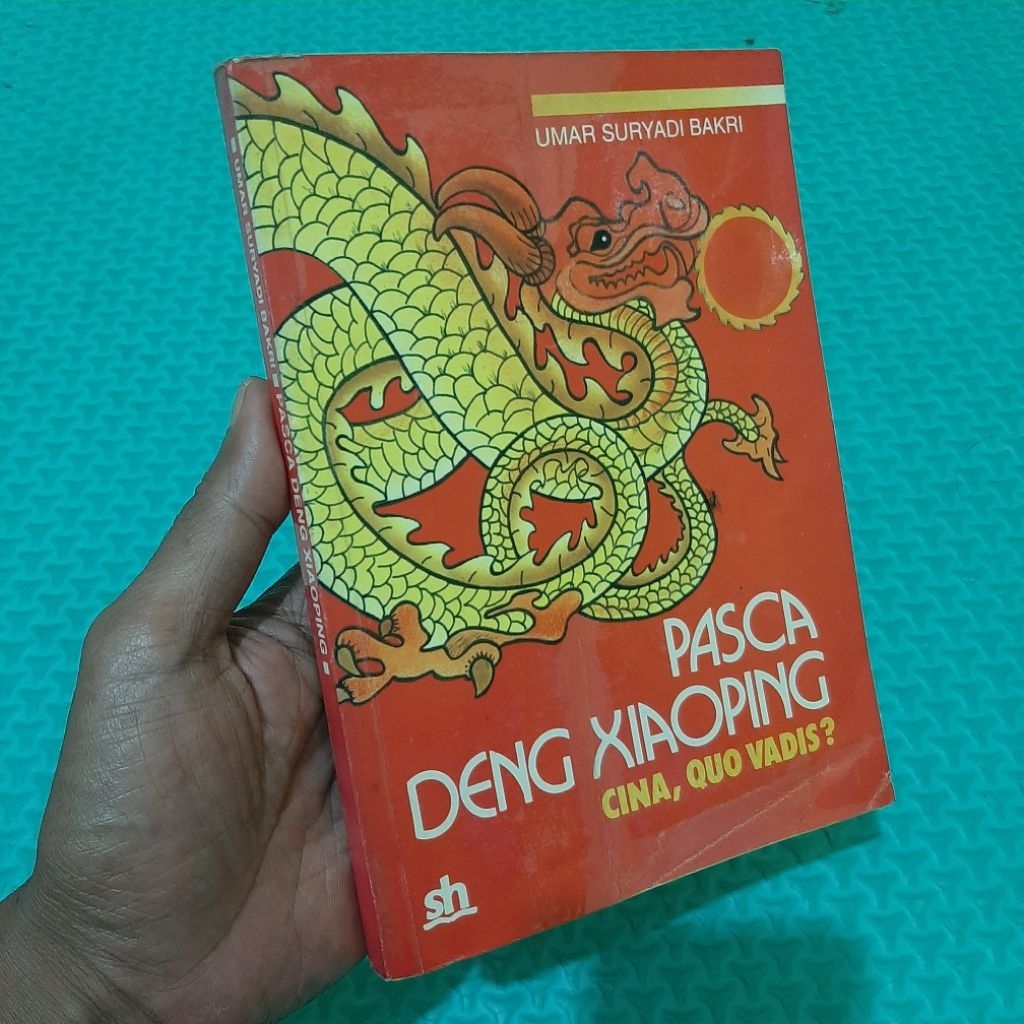 UMAR SURYADI BAKRI
UMAR SURYADI BAKRI PASCA DENG XIAOPING
PASCA
DENG XIAOPING
CINA, QUO VADIS?
sh